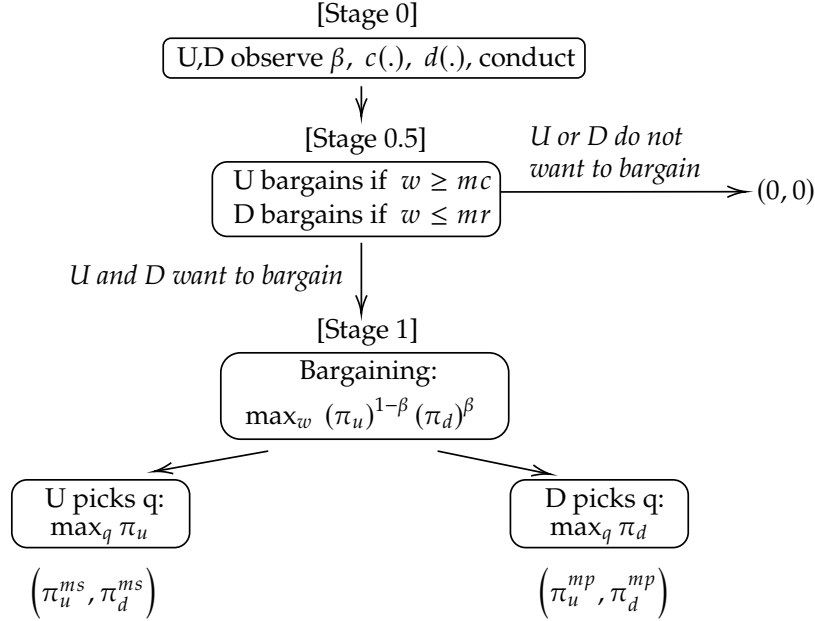 [Stage 0]
U,D observe β, c(.), d(.), conduct
[Stage 0.5]
U or D do not
want to bargain
U bargains if w ≥ mc
D bargains if w ≤ mr
(0, 0)
U and D want to bargain
[Stage 1]
Bargaining:
max_w (π_u)^{1−β} (π_d)^β
U picks q:
max_q π_u
D picks q:
max_q π_d
(π_u^{ms}, π_d^{ms})
(π_u^{mp}, π_d^{mp})